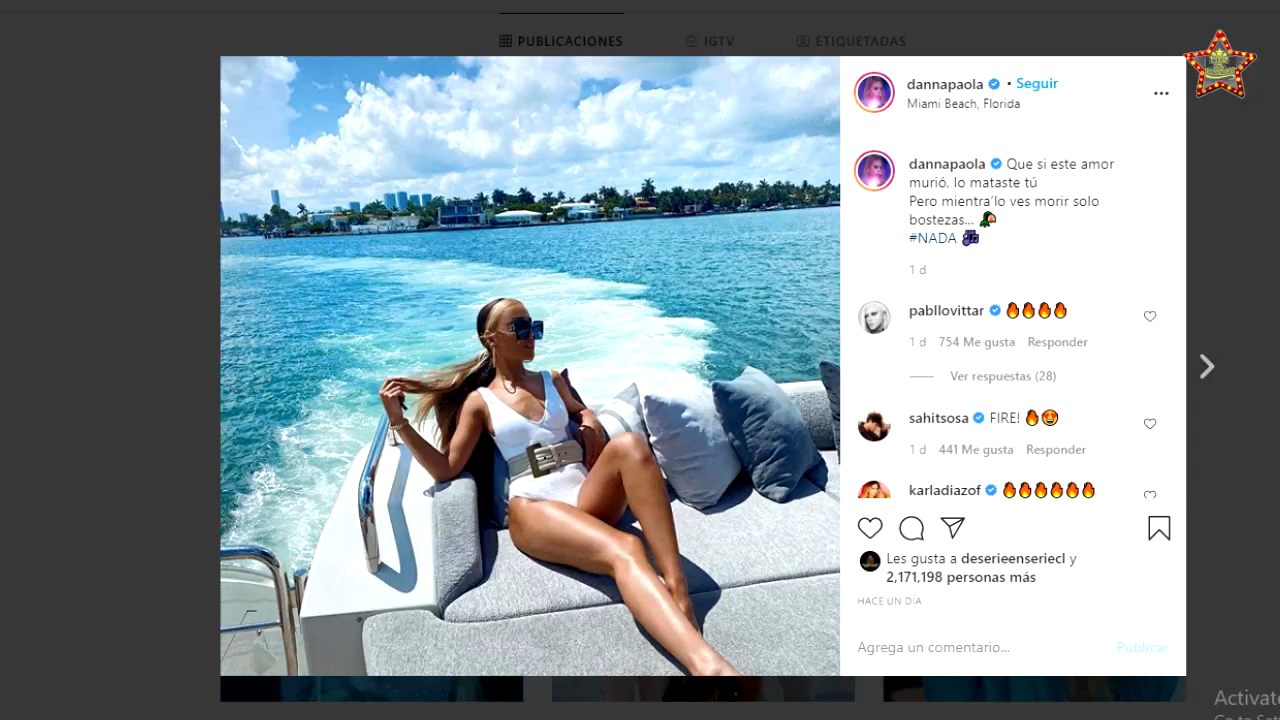 PUBLICACIONES
IGTV
ETIQUETADAS
dannapaola • Seguir
Miami Beach, Florida
dannapaola Que si este amor
murió, lo mataste tú
Pero mientra'lo ves morir solo
bostezas...
#NADA
1 d
pabllovittar
1 d 754 Me gusta Responder
Ver respuestas (28)
sahitsosa FIRE!
1 d 441 Me gusta Responder
karladiazof
Les gusta a deserieenseriecl y
2,171,198 personas más
HACE UN DÍA
Agrega un comentario... Publicar
Activate